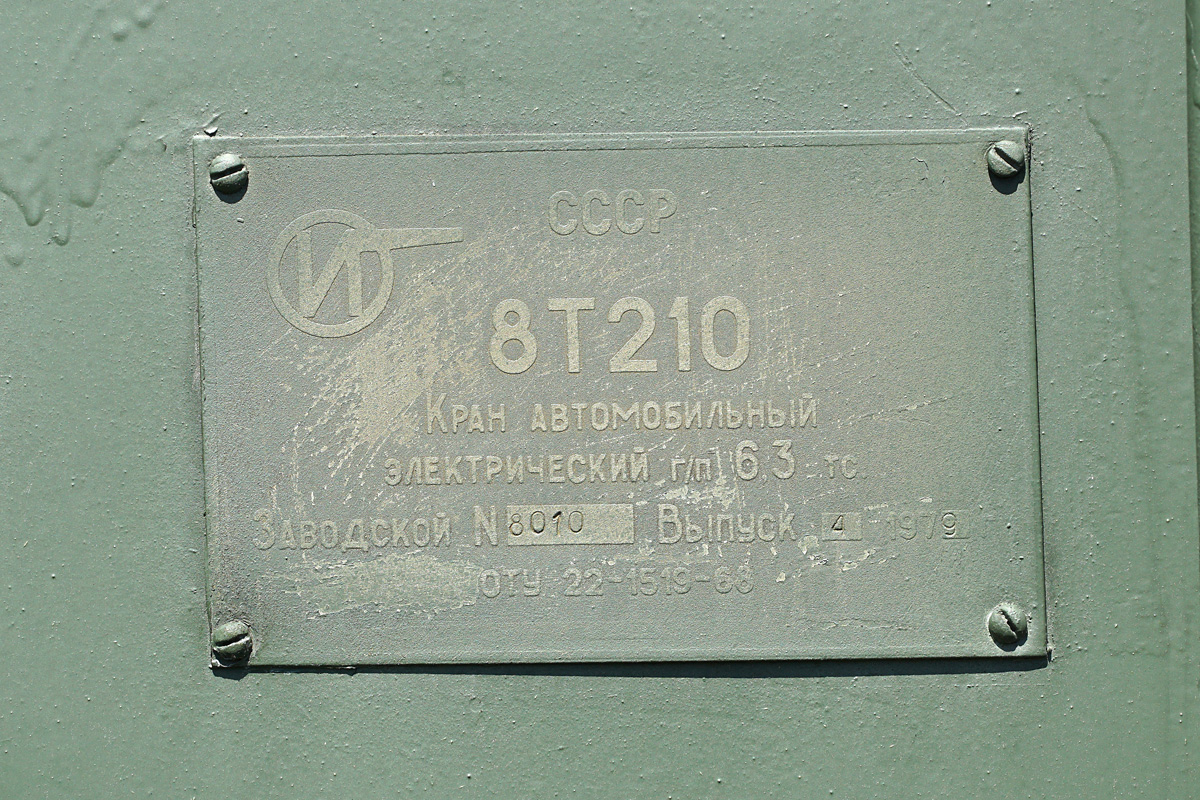 СССР
И
8Т210
Кран автомобильный
электрический г/п 6,3 тс.
Заводской N 8010 Выпуск 4 1979
ОТУ 22-1519-68